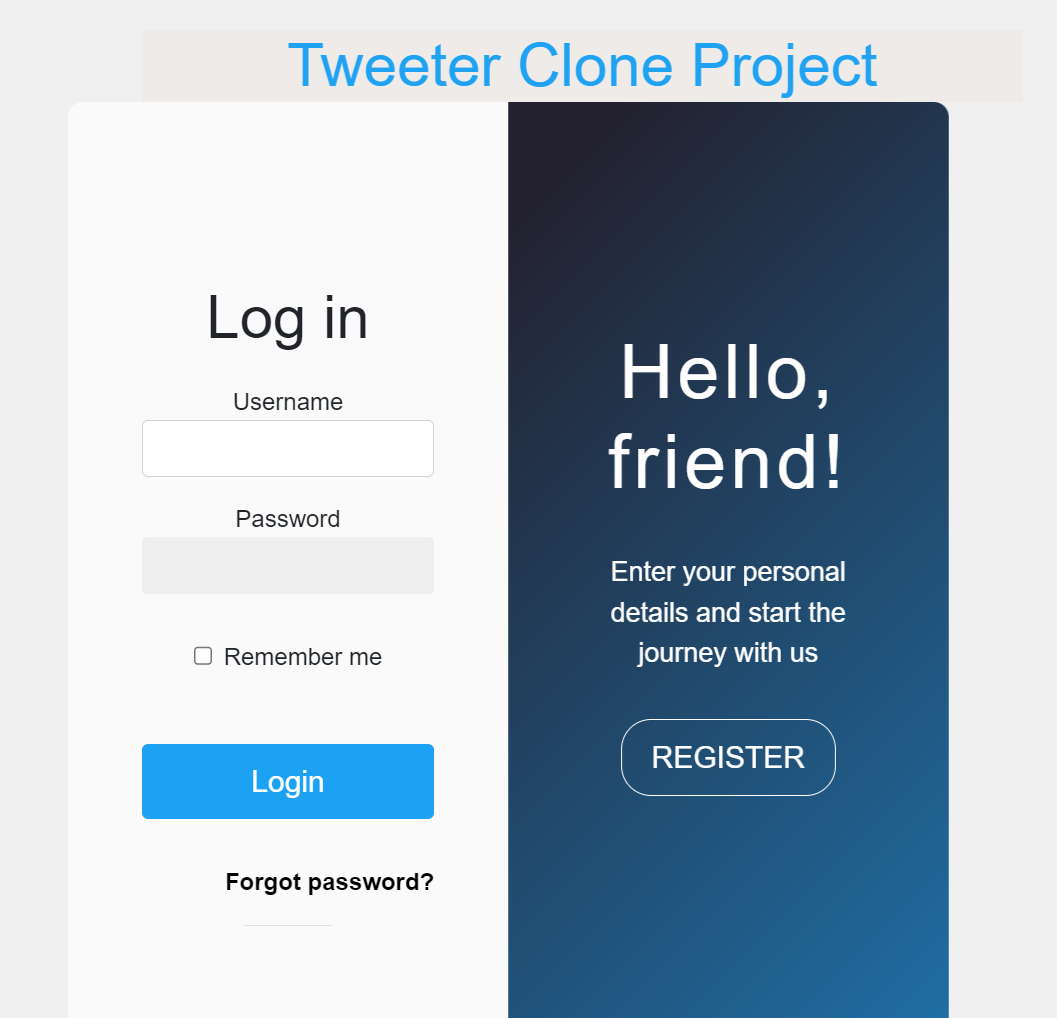 Tweeter Clone Project
Log in
Username
Password
Remember me
Login
Forgot password?
Hello,
friend!
Enter your personal
details and start the
journey with us
REGISTER